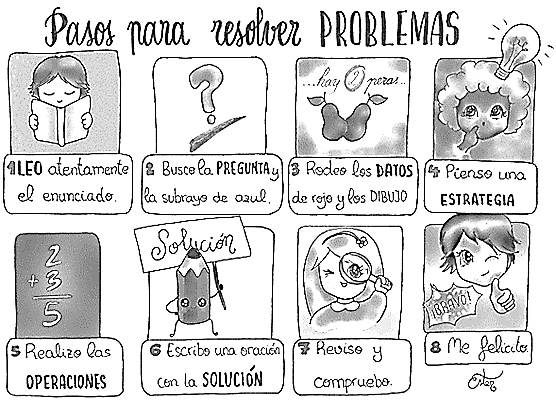 Pasos para resolver PROBLEMAS
...hay 2 peras...
1 LEO atentamente
el enunciado.
2 Busco la PREGUNTA y
la subrayo de azul.
3 Rodeo los DATOS
de rojo y los DIBUJO
4 Pienso una
ESTRATEGIA
2
+ 3
5
Solución
¡BRAVO!
5 Realizo las
OPERACIONES
6 Escribo una oración
con la SOLUCIÓN
7 Reviso y
compruebo.
8 Me felicito.
Ester